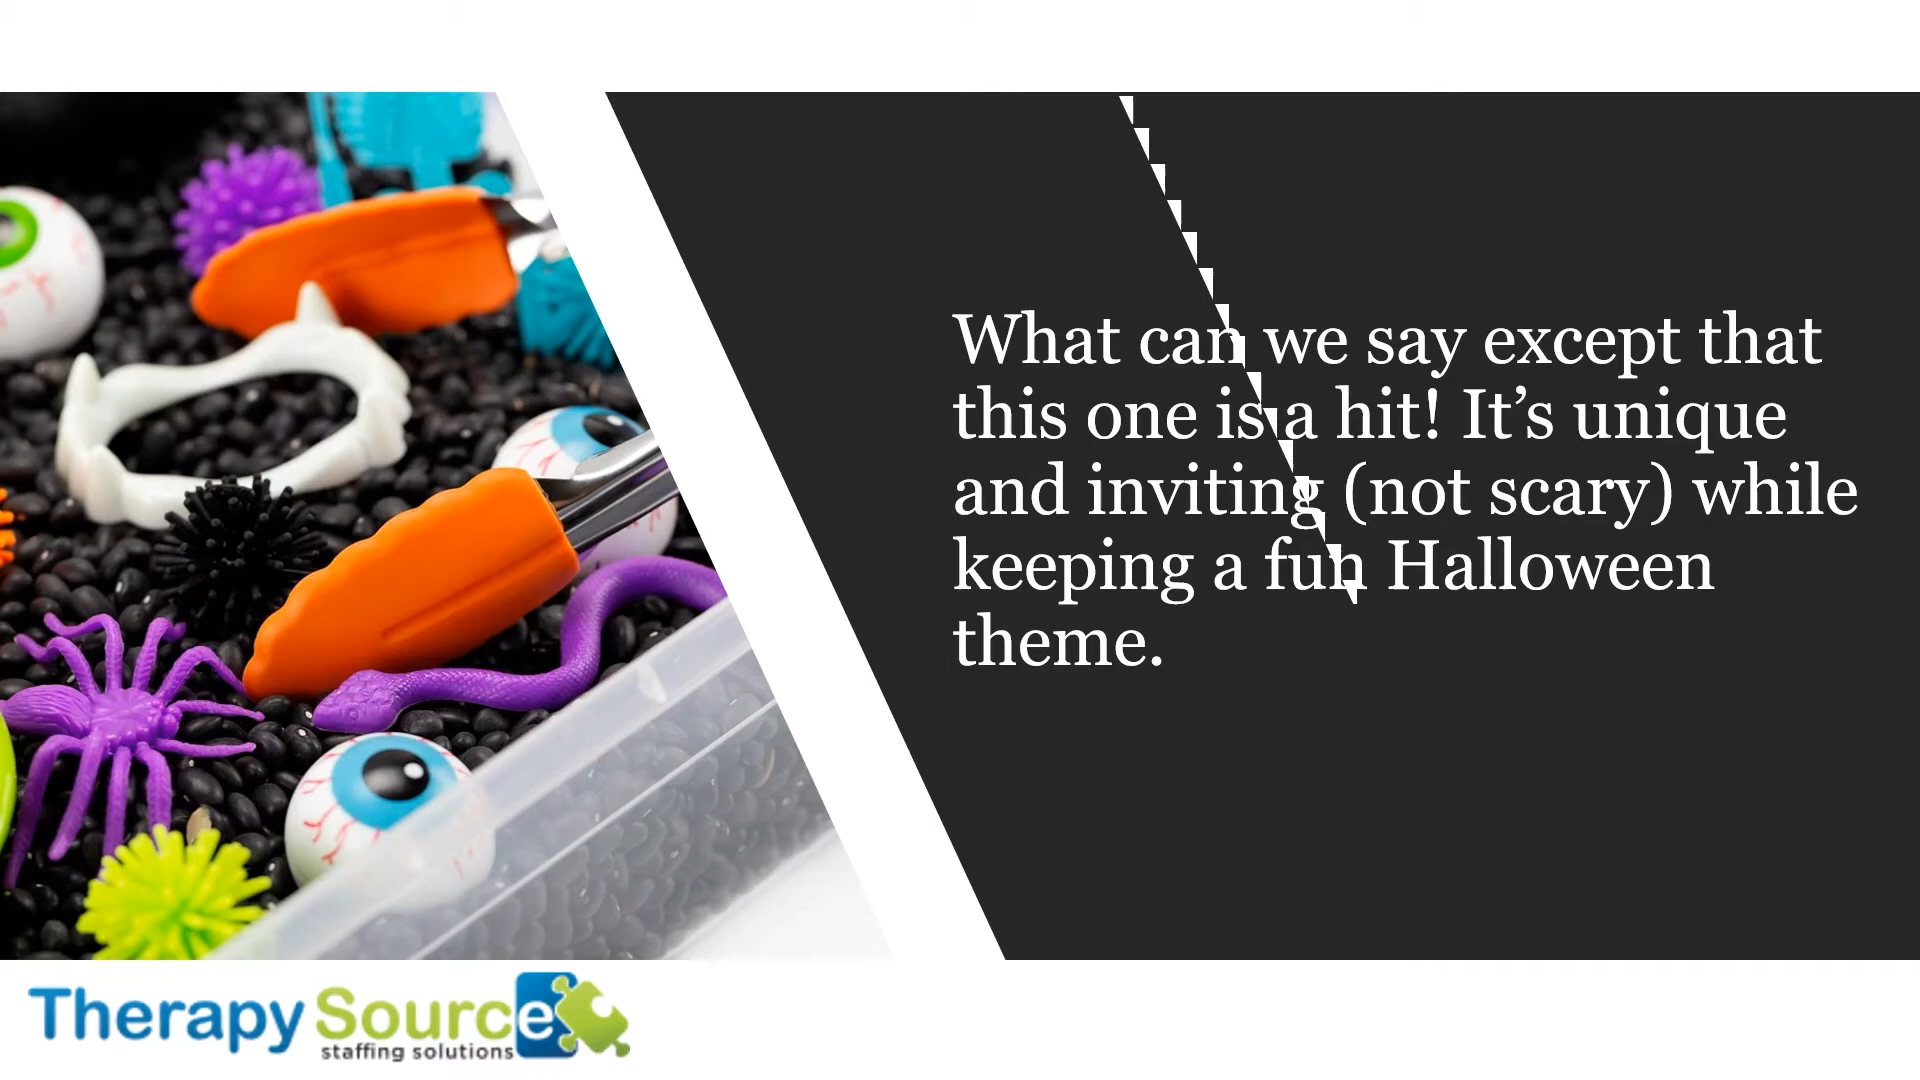 What can we say except that
this one is a hit! It’s unique
and inviting (not scary) while
keeping a fun Halloween
theme.
Therapy Source
staffing solutions